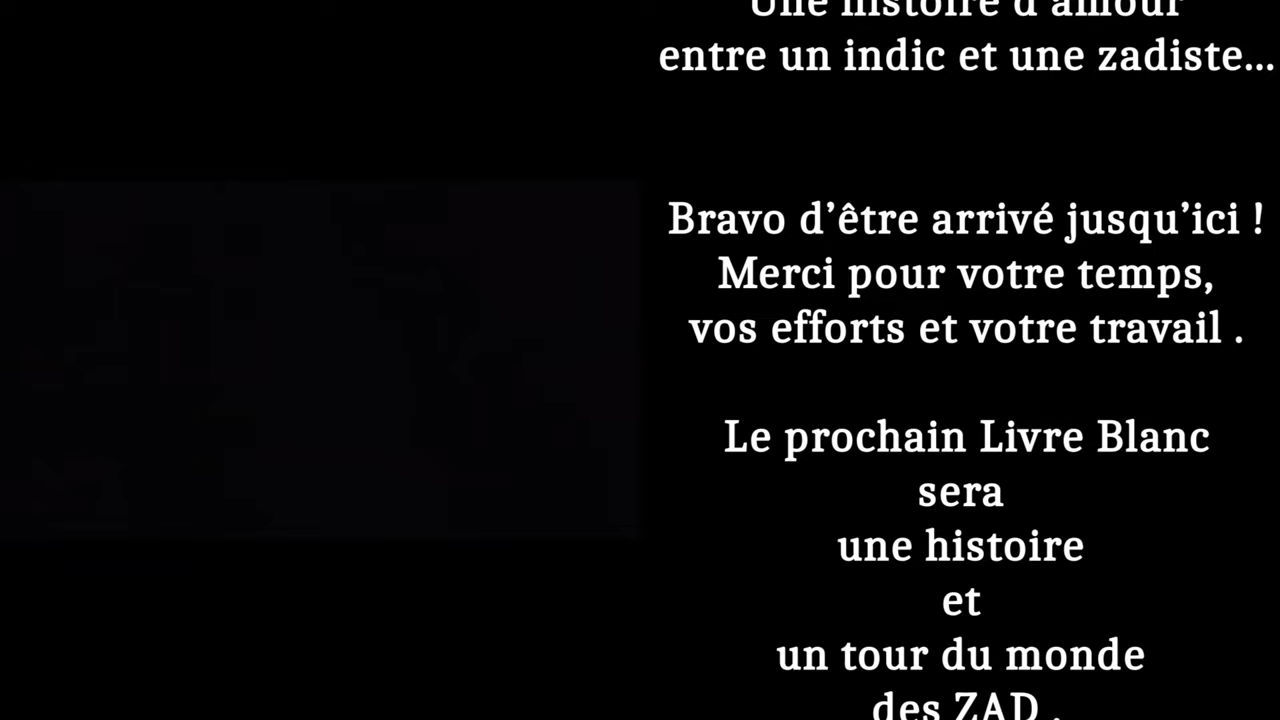 Une histoire d'amour
entre un indic et une zadiste...
Bravo d’être arrivé jusqu’ici !
Merci pour votre temps,
vos efforts et votre travail .
Le prochain Livre Blanc
sera
une histoire
et
un tour du monde
des ZAD .